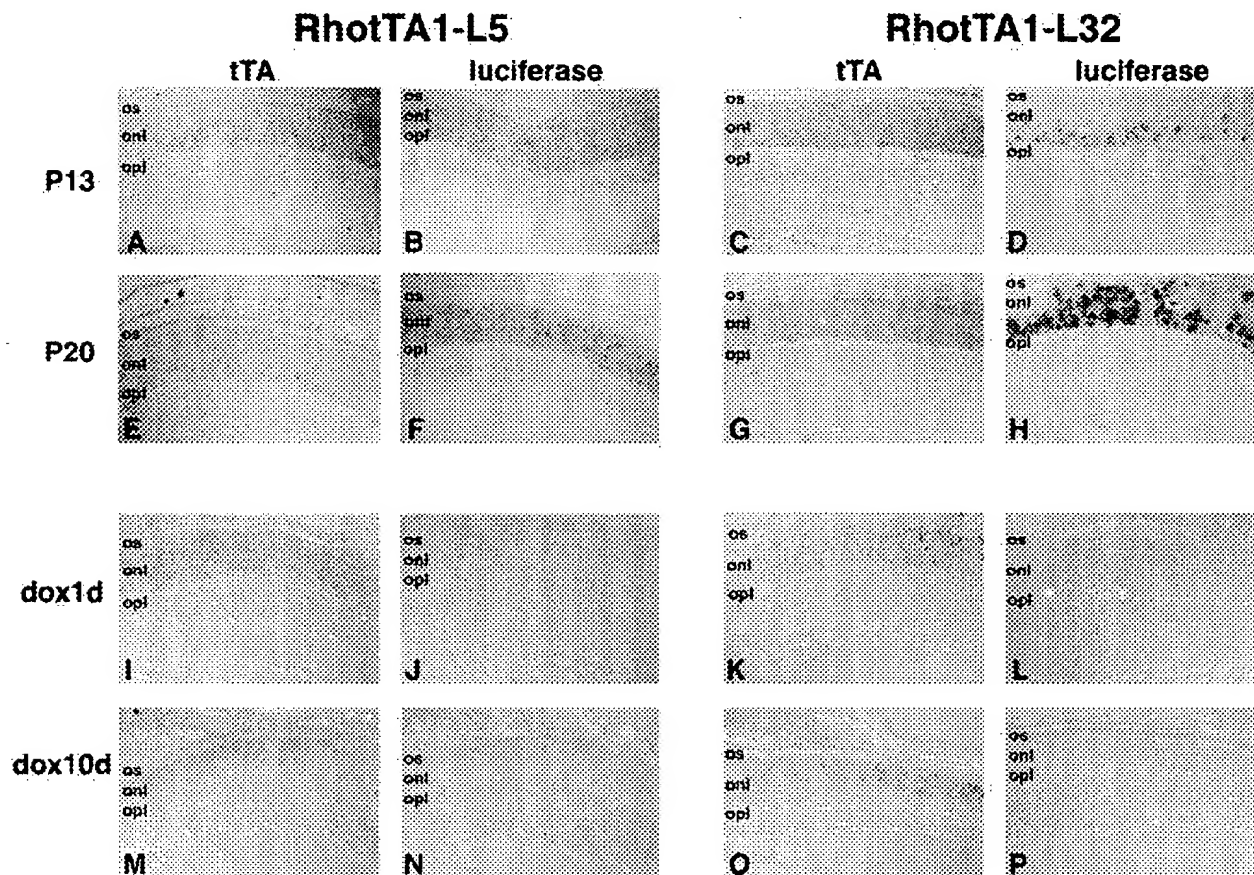 RhotTA1-L5 RhotTA1-L32
tTA luciferase tTA luciferase
P13
os onl opl A
os onl opl B
os onl opl C
os onl opl D
P20
os onl opl E
os onl opl F
os onl opl G
os onl opl H
dox1d
os onl opl I
os onl opl J
os onl opl K
os onl opl L
dox10d
os onl opl M
os onl opl N
os onl opl O
os onl opl P